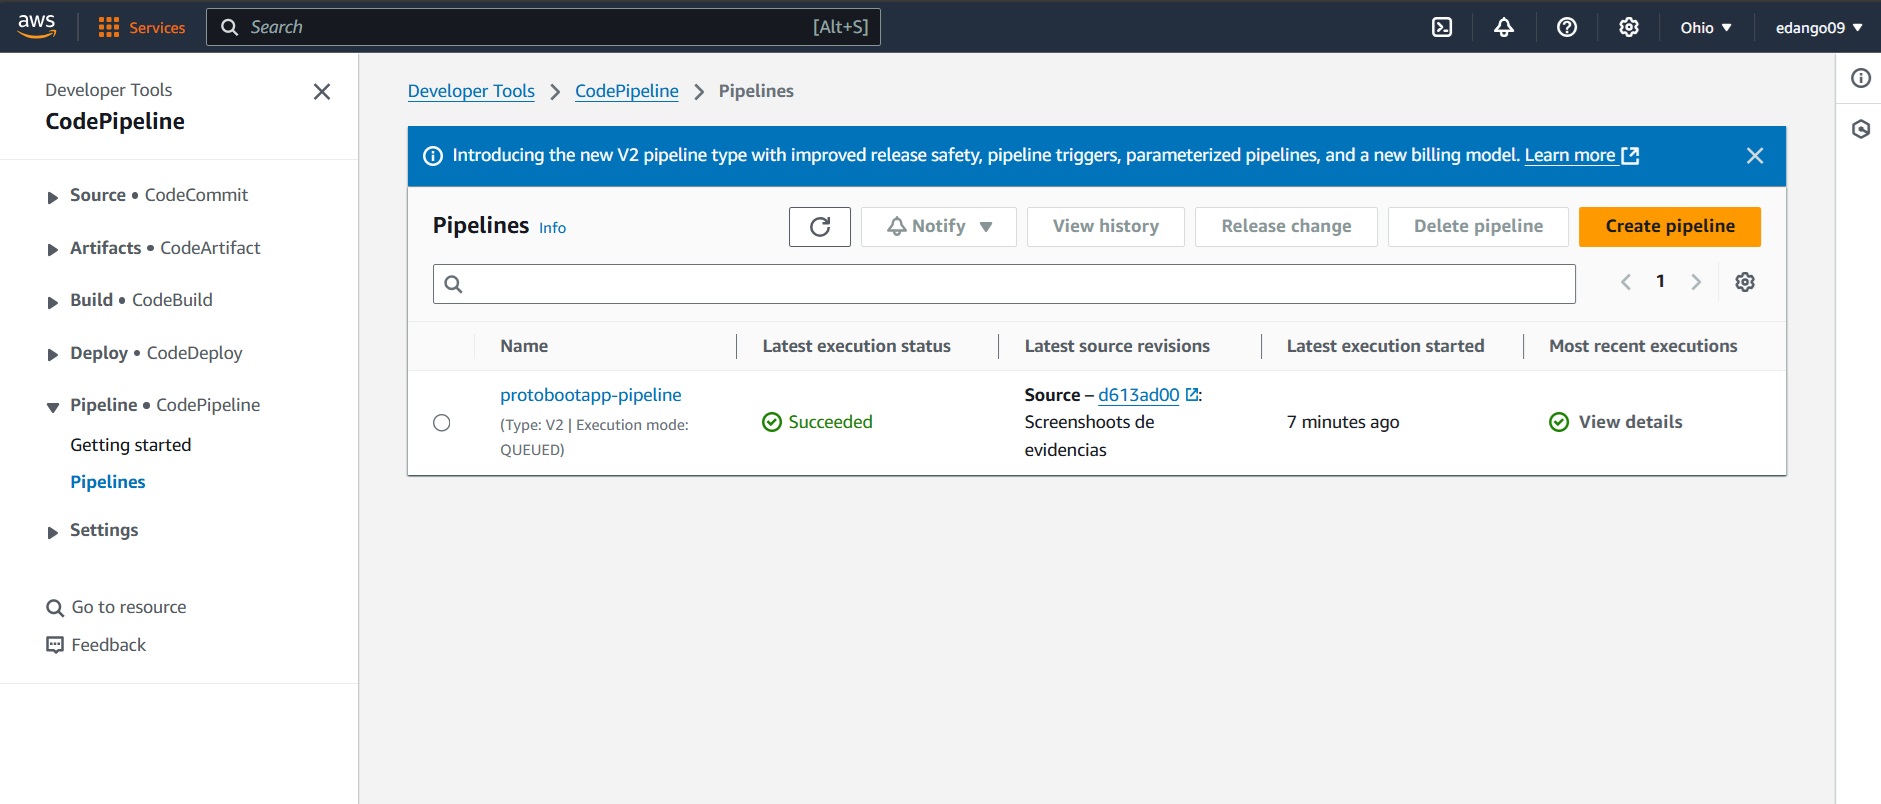 aws
Services
Search
[Alt+S]
Ohio
edango09
Developer Tools
CodePipeline
Source • CodeCommit
Artifacts • CodeArtifact
Build • CodeBuild
Deploy • CodeDeploy
Pipeline • CodePipeline
Getting started
Pipelines
Settings
Go to resource
Feedback
Developer Tools
CodePipeline
Pipelines
Introducing the new V2 pipeline type with improved release safety, pipeline triggers, parameterized pipelines, and a new billing model. Learn more
Pipelines Info
Notify
View history
Release change
Delete pipeline
Create pipeline
1
Name
Latest execution status
Latest source revisions
Latest execution started
Most recent executions
protobootapp-pipeline
(Type: V2 | Execution mode:
QUEUED)
Succeeded
Source – d613ad00 :
Screenshoots de
evidencias
7 minutes ago
View details